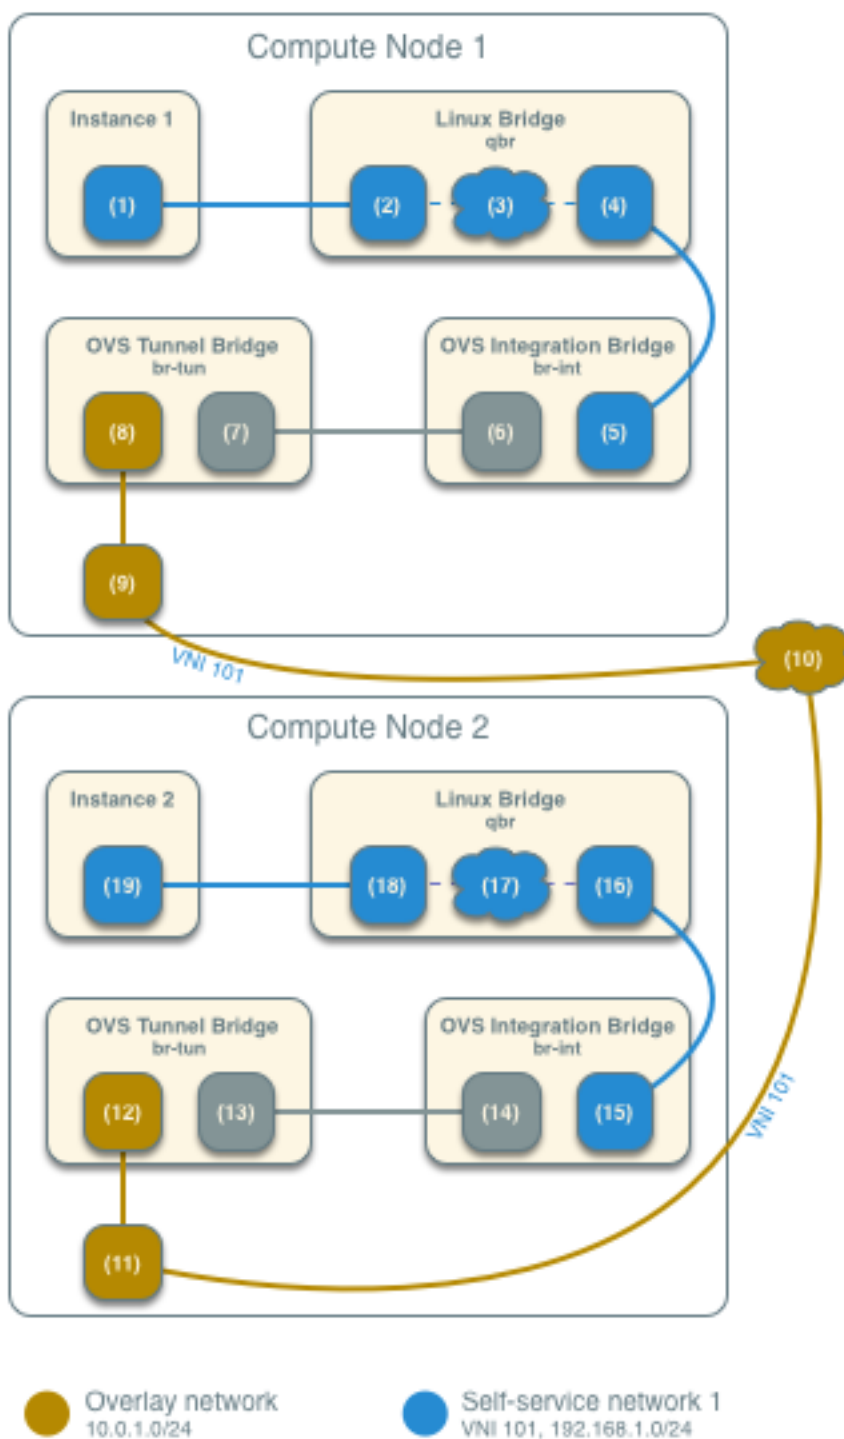 Compute Node 1
Instance 1
Linux Bridge
qbr
(1)
(2)
(3)
(4)
OVS Tunnel Bridge
br-tun
OVS Integration Bridge
br-int
(8)
(7)
(6)
(5)
(9)
VNI 101
(10)
Compute Node 2
Instance 2
Linux Bridge
qbr
(19)
(18)
(17)
(16)
OVS Tunnel Bridge
br-tun
OVS Integration Bridge
br-int
(12)
(13)
(14)
(15)
VNI 101
(11)
Overlay network
10.0.1.0/24
Self-service network 1
VNI 101, 192.168.1.0/24